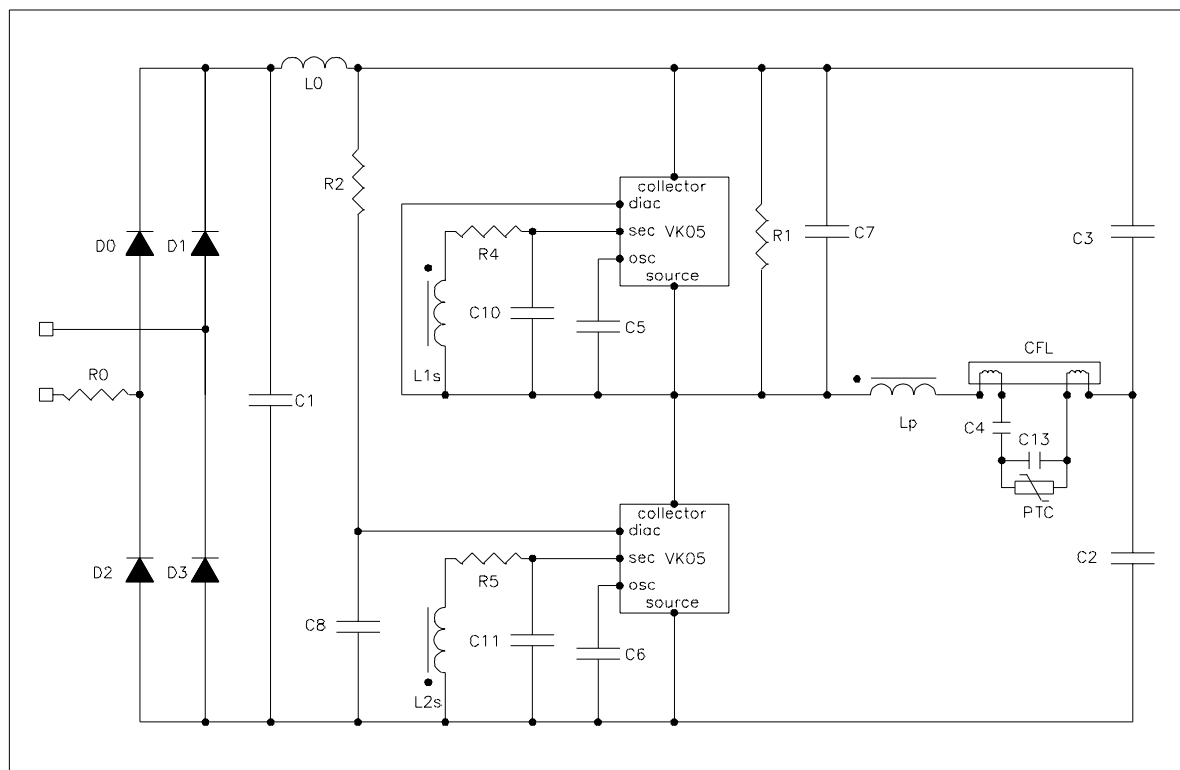 L0
R2
D0
D1
R0
C1
D2
D3
C8
collector
diac
sec VK05
osc
source
R4
C10
C5
L1s
R1
C7
C3
CFL
Lp
C4
C13
PTC
collector
diac
sec VK05
osc
source
R5
C11
C6
L2s
C2